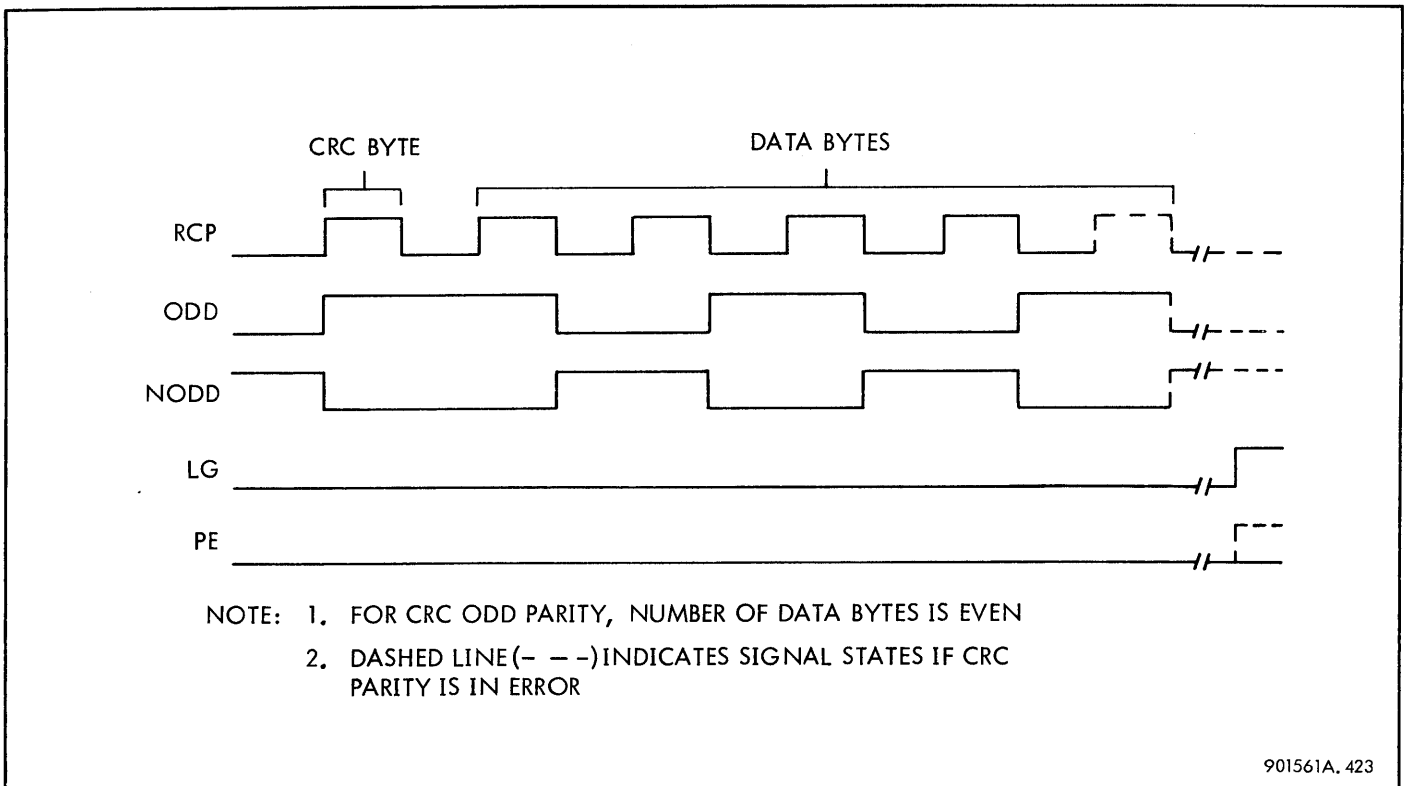 CRC BYTE
DATA BYTES
RCP
ODD
NODD
LG
PE
NOTE: 1. FOR CRC ODD PARITY, NUMBER OF DATA BYTES IS EVEN
2. DASHED LINE (- - -) INDICATES SIGNAL STATES IF CRC
PARITY IS IN ERROR
901561A. 423